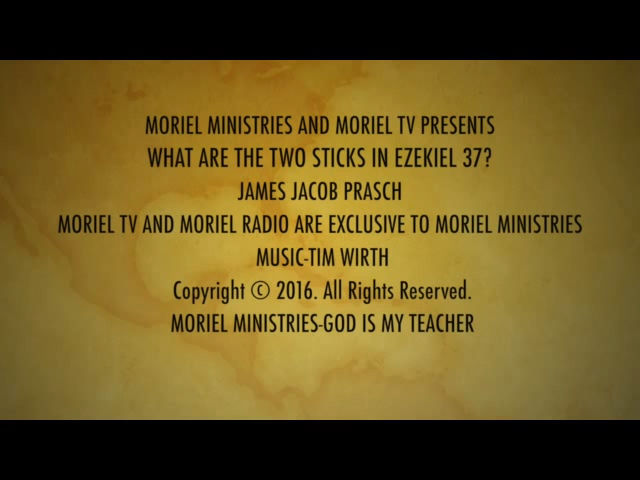 MORIEL MINISTRIES AND MORIEL TV PRESENTS
WHAT ARE THE TWO STICKS IN EZEKIEL 37?
JAMES JACOB PRASCH
MORIEL TV AND MORIEL RADIO ARE EXCLUSIVE TO MORIEL MINISTRIES
MUSIC-TIM WIRTH
Copyright © 2016. All Rights Reserved.
MORIEL MINISTRIES-GOD IS MY TEACHER